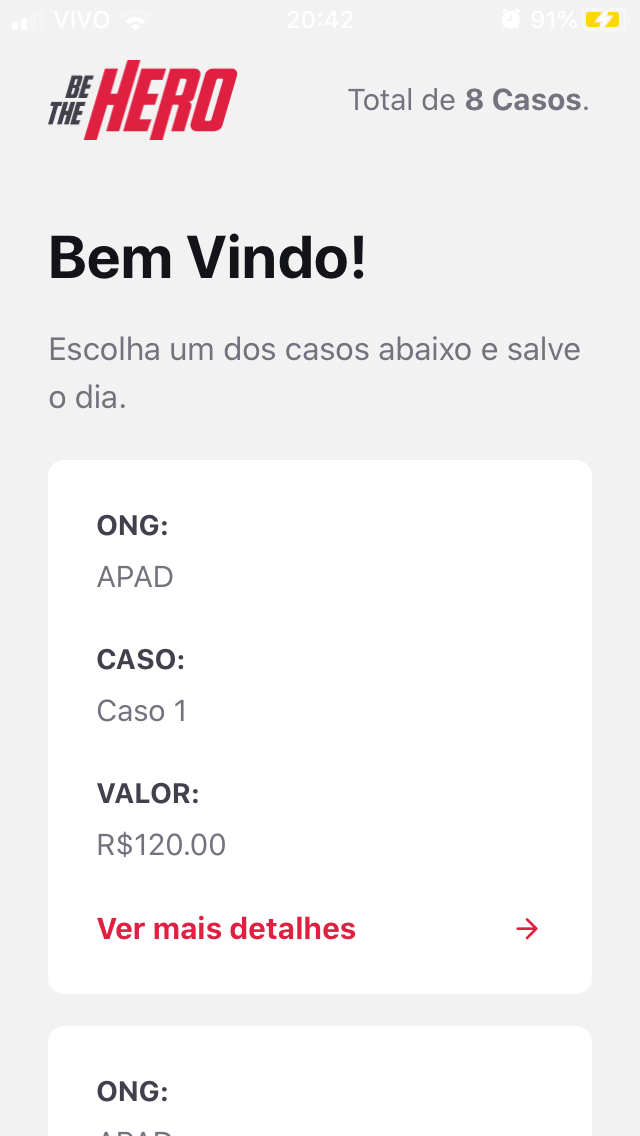 VIVO 20:42 91%
BE THE HERO
Total de 8 Casos.
Bem Vindo!
Escolha um dos casos abaixo e salve
o dia.
ONG:
APAD
CASO:
Caso 1
VALOR:
R$120.00
Ver mais detalhes
ONG:
APAD